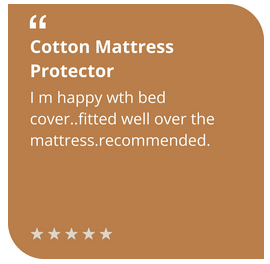 “
Cotton Mattress
Protector
I m happy wth bed
cover..fitted well over the
mattress.recommended.